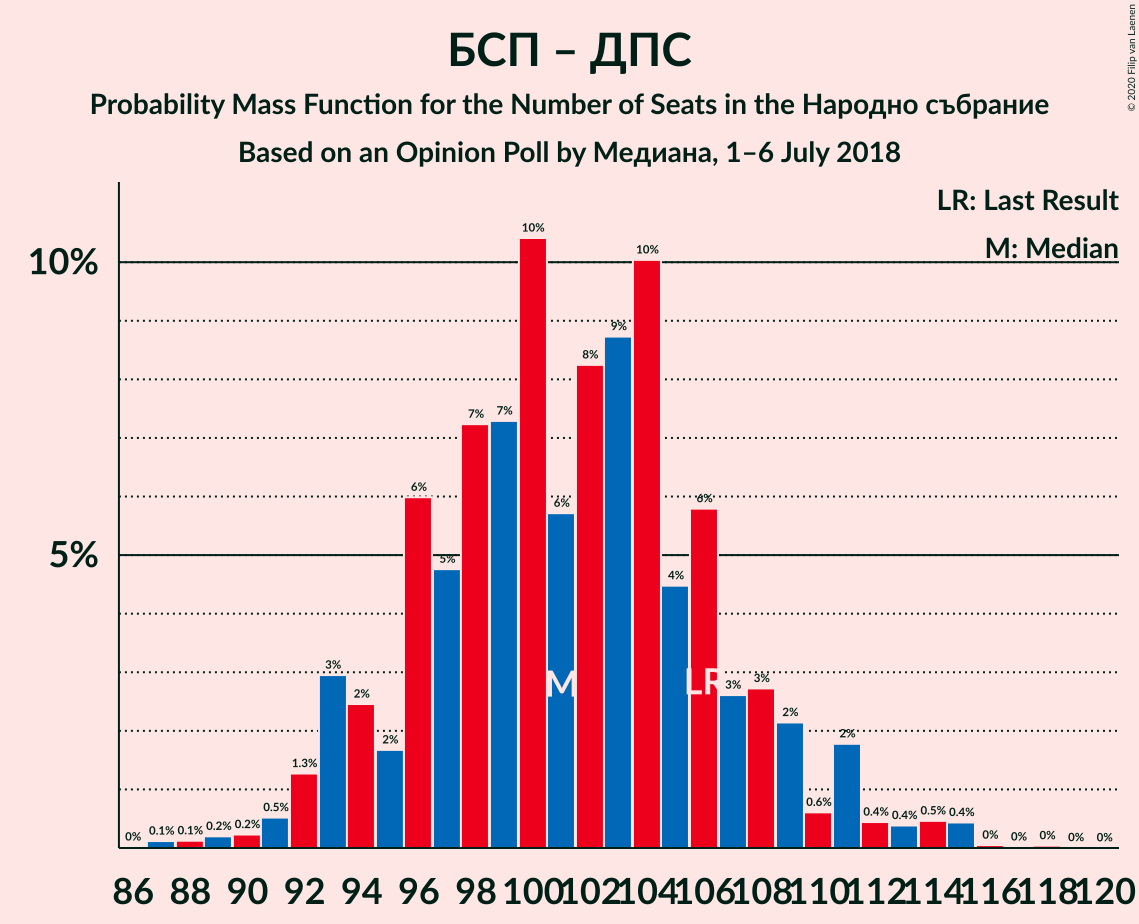 БСП – ДПС
Probability Mass Function for the Number of Seats in the Народно събрание
Based on an Opinion Poll by Медиана, 1–6 July 2018
© 2020 Filip van Laenen
LR: Last Result
M: Median
10%
5%
0% 0.1% 0.1% 0.2% 0.2% 0.5% 1.3% 3% 2% 2% 6% 5% 7% 7% 10% 6% 8% 9% 10% 4% 6% 3% 3% 2% 0.6% 2% 0.4% 0.4% 0.5% 0.4% 0% 0% 0% 0% 0%
M LR
86 88 90 92 94 96 98 100 102 104 106 108 110 112 114 116 118 120